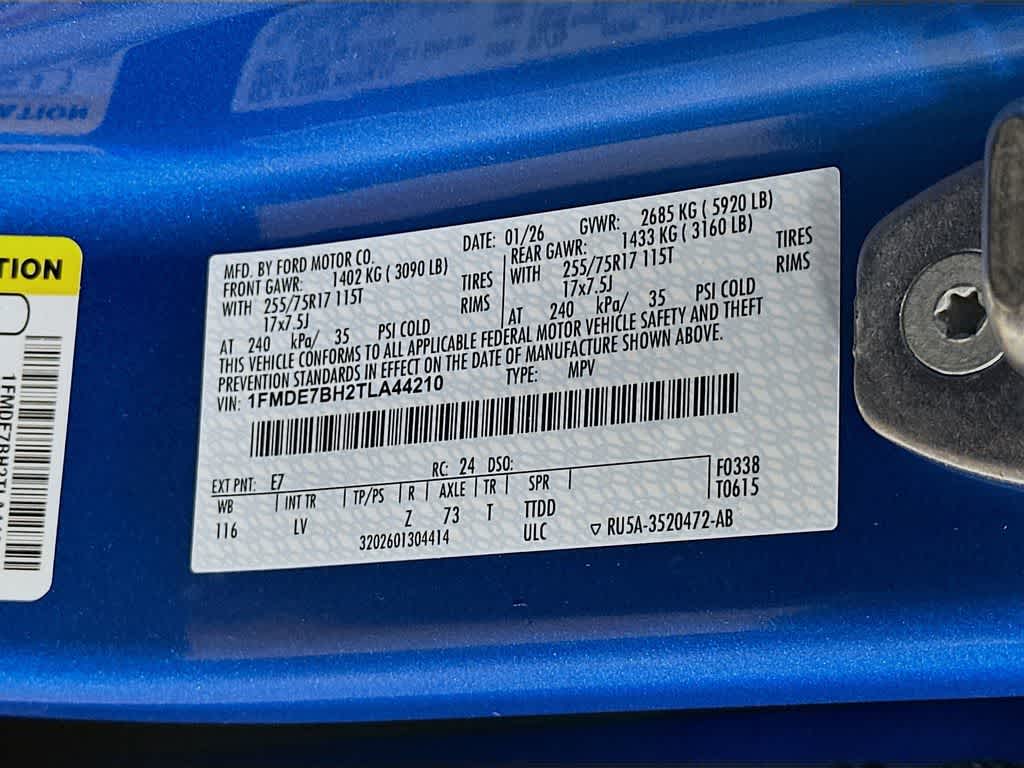 TION
1FMDE7BH2TLA44
MFD. BY FORD MOTOR CO.
DATE: 01/26 GVWR: 2685 KG ( 5920 LB)
FRONT GAWR: 1402 KG ( 3090 LB)
REAR GAWR: 1433 KG ( 3160 LB)
WITH 255/75R17 115T TIRES
WITH 255/75R17 115T TIRES
17x7.5J RIMS
17x7.5J RIMS
AT 240 kPa/ 35 PSI COLD
AT 240 kPa/ 35 PSI COLD
THIS VEHICLE CONFORMS TO ALL APPLICABLE FEDERAL MOTOR VEHICLE SAFETY AND THEFT
PREVENTION STANDARDS IN EFFECT ON THE DATE OF MANUFACTURE SHOWN ABOVE.
VIN: 1FMDE7BH2TLA44210 TYPE: MPV
EXT PNT: E7 RC: 24 DSO: F0338
WB INT TR TP/PS R AXLE TR SPR T0615
116 LV Z 73 T TTDD
3202601304414 ULC RU5A-3520472-AB